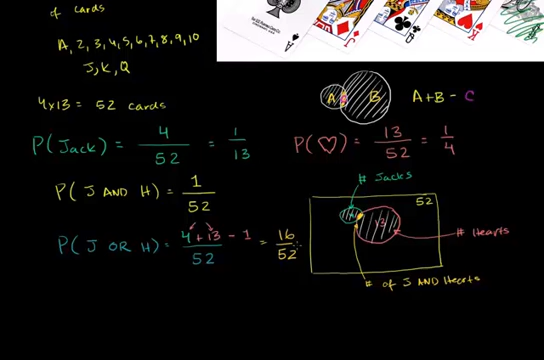 of cards
A, 2, 3, 4, 5, 6, 7, 8, 9, 10
J, K, Q
4x13 = 52 cards
A B A+B - C
P(Jack) = 4/52 = 1/13
P(♡) = 13/52 = 1/4
# Jacks
P(J AND H) = 1/52
52
13
P(J OR H) = 4 + 13 - 1/52 = 16/52
# Hearts
# of J AND Hearts